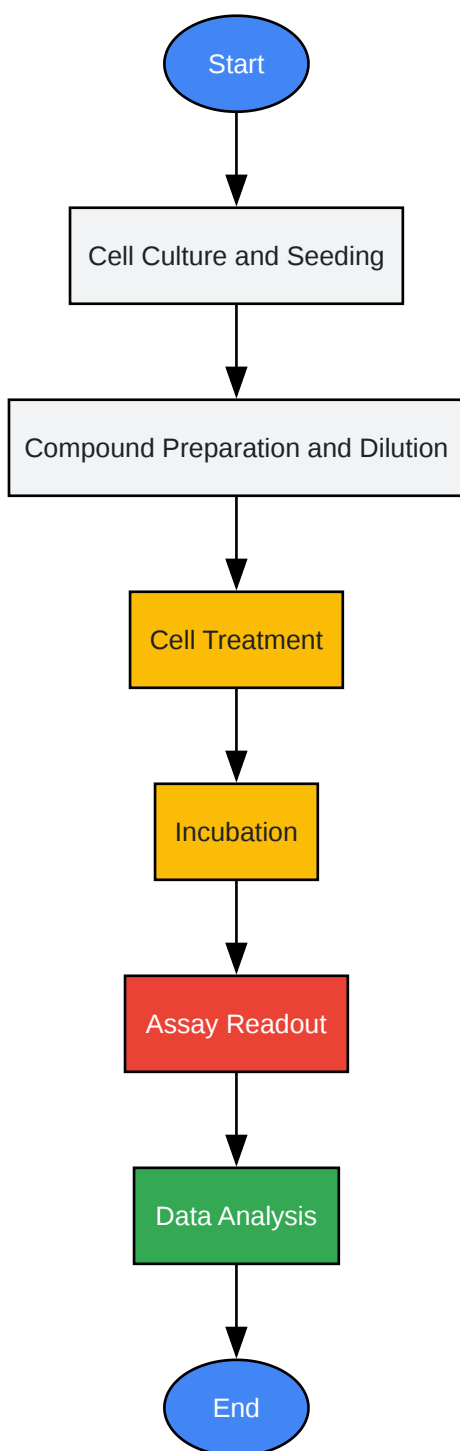 Start
Cell Culture and Seeding
Compound Preparation and Dilution
Cell Treatment
Incubation
Assay Readout
Data Analysis
End